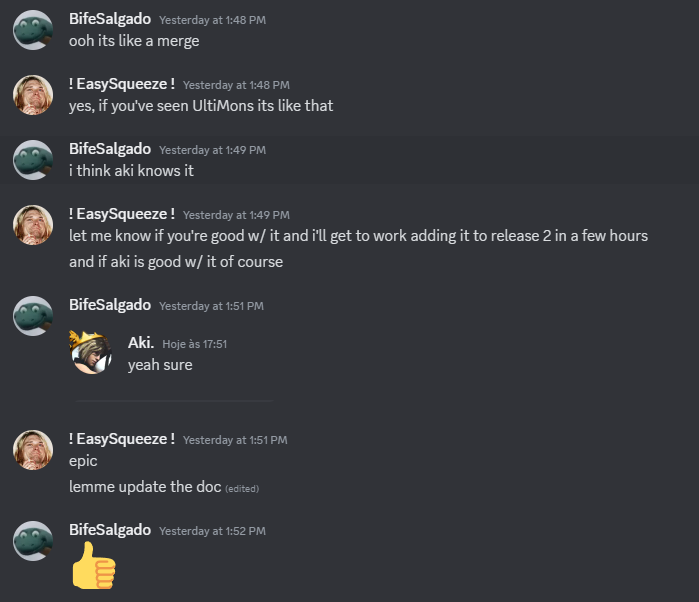 BifeSalgado Yesterday at 1:48 PM
ooh its like a merge
! EasySqueeze ! Yesterday at 1:48 PM
yes, if you've seen UltiMons its like that
BifeSalgado Yesterday at 1:49 PM
i think aki knows it
! EasySqueeze ! Yesterday at 1:49 PM
let me know if you're good w/ it and i'll get to work adding it to release 2 in a few hours
and if aki is good w/ it of course
BifeSalgado Yesterday at 1:51 PM
Aki. Hoje às 17:51
yeah sure
! EasySqueeze ! Yesterday at 1:51 PM
epic
lemme update the doc (edited)
BifeSalgado Yesterday at 1:52 PM